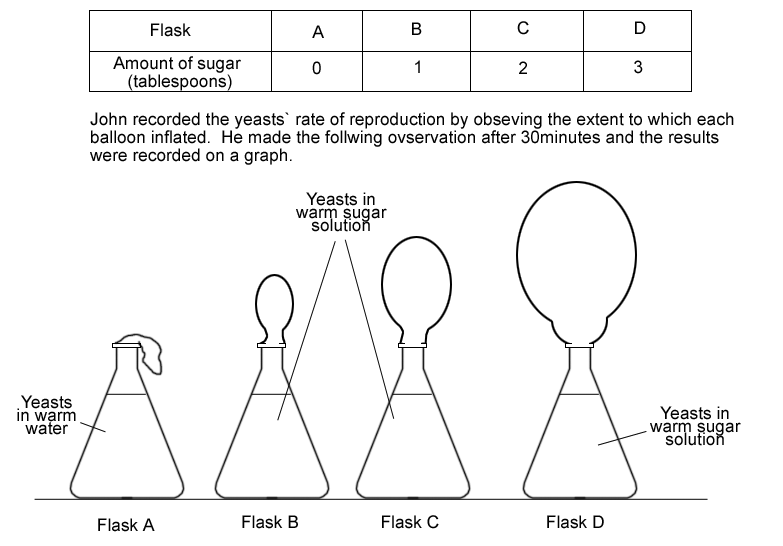 Flask A B C D
Amount of sugar 0 1 2 3
(tablespoons)
John recorded the yeasts` rate of reproduction by obseving the extent to which each
balloon inflated. He made the follwing ovservation after 30minutes and the results
were recorded on a graph.
Yeasts in
warm sugar
solution
Yeasts
in warm
water
Yeasts in
warm sugar
solution
Flask A
Flask B
Flask C
Flask D